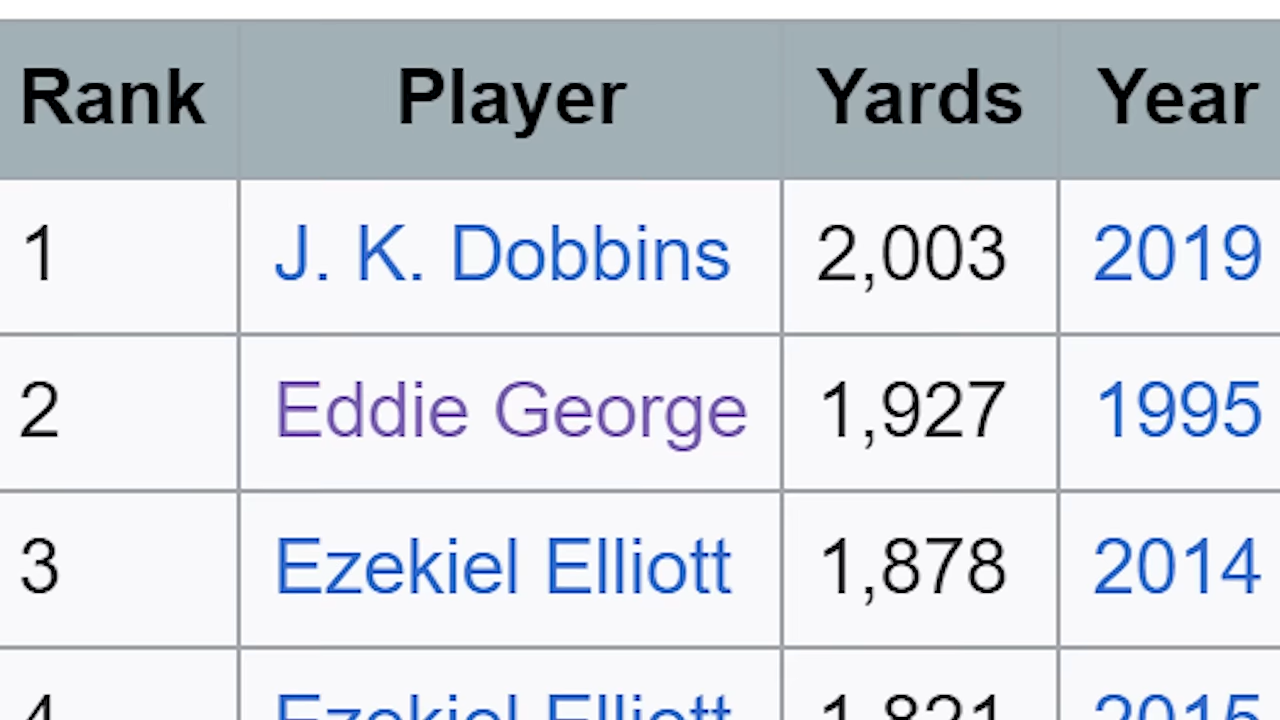 Rank Player Yards Year
1 J. K. Dobbins 2,003 2019
2 Eddie George 1,927 1995
3 Ezekiel Elliott 1,878 2014
4 Ezekiel Elliott 1,821 2015